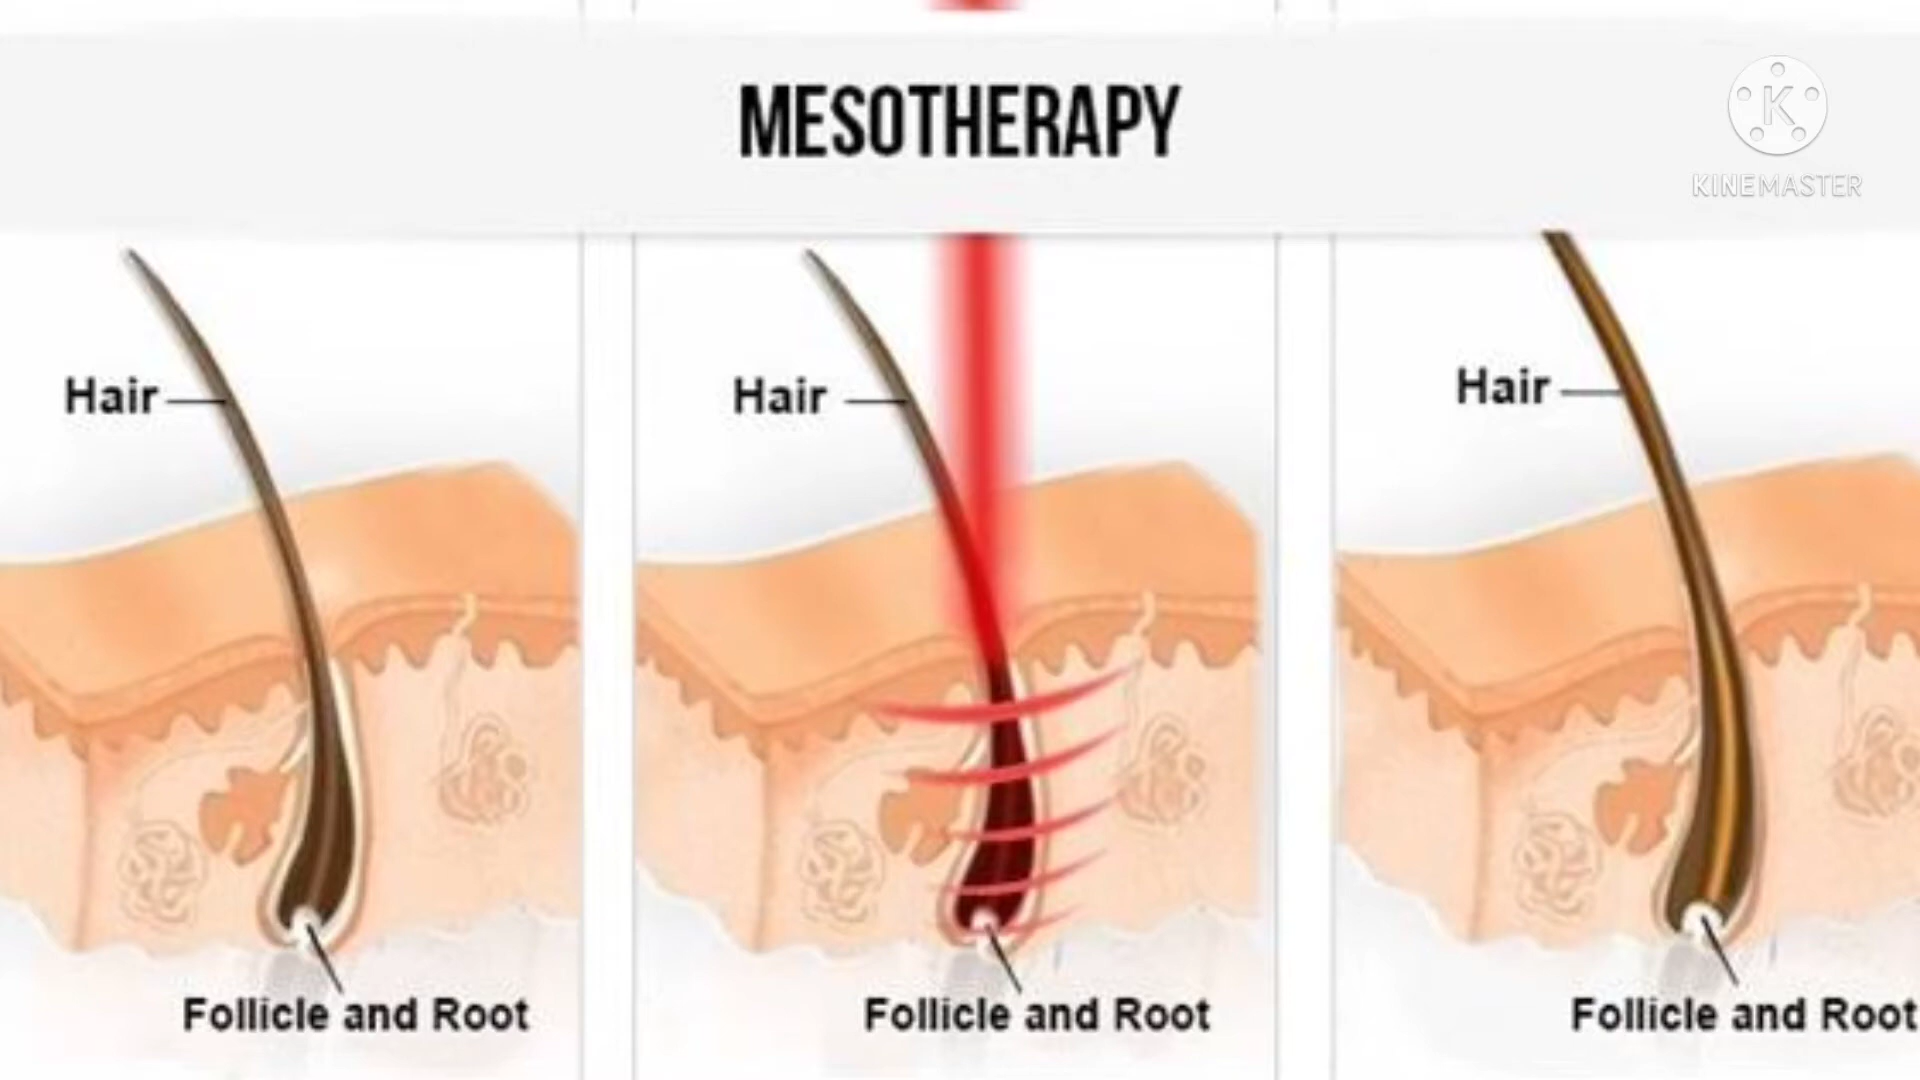 MESOTHERAPY
K
KINEMASTER
Hair
Hair
Hair
Follicle and Root
Follicle and Root
Follicle and Root